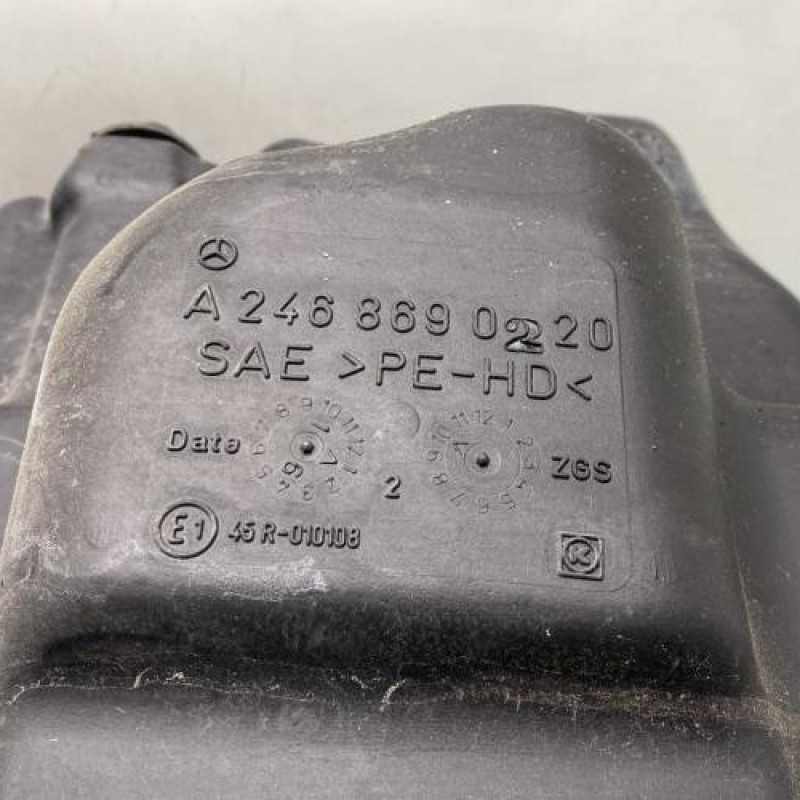 A 246 869 02 20
SAE >PE-HD<
Date 2 ZGS
E1 45 R-010108
K